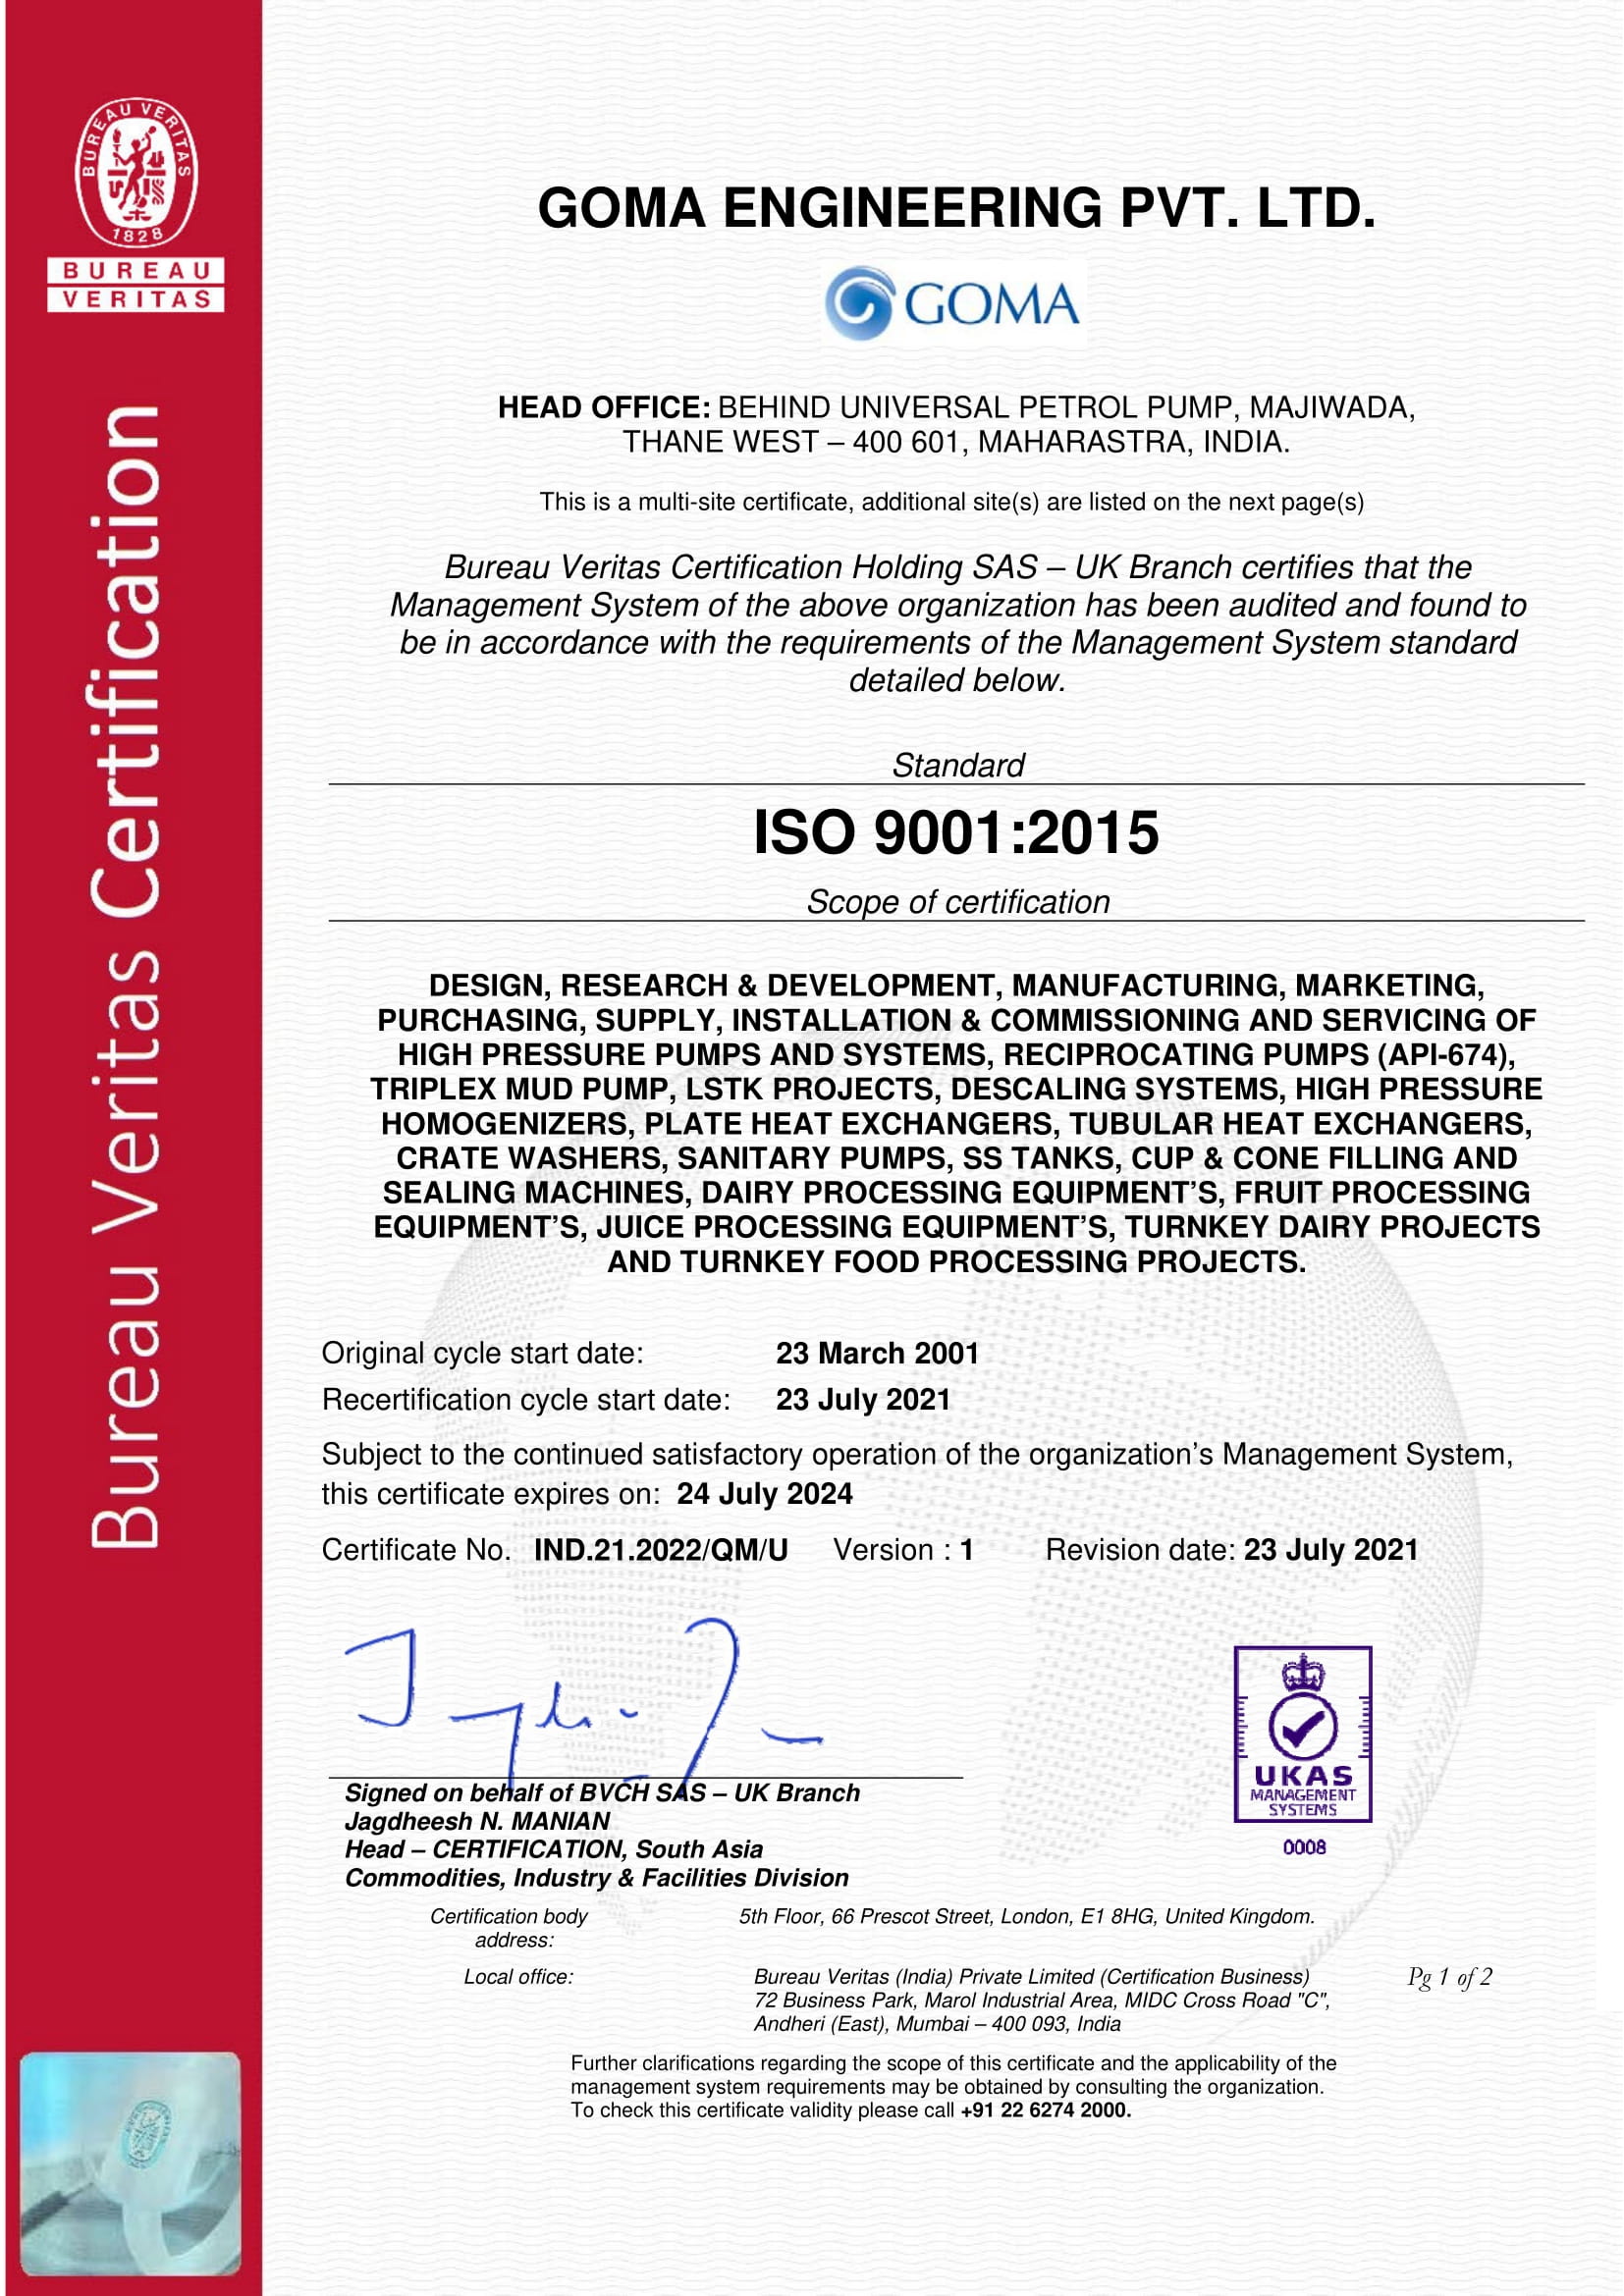 BUREAU VERITAS
1828
BUREAU
VERITAS
Bureau Veritas Certification
GOMA ENGINEERING PVT. LTD.
GOMA
HEAD OFFICE: BEHIND UNIVERSAL PETROL PUMP, MAJIWADA,
THANE WEST – 400 601, MAHARASTRA, INDIA.
This is a multi-site certificate, additional site(s) are listed on the next page(s)
Bureau Veritas Certification Holding SAS – UK Branch certifies that the
Management System of the above organization has been audited and found to
be in accordance with the requirements of the Management System standard
detailed below.
Standard
ISO 9001:2015
Scope of certification
DESIGN, RESEARCH & DEVELOPMENT, MANUFACTURING, MARKETING,
PURCHASING, SUPPLY, INSTALLATION & COMMISSIONING AND SERVICING OF
HIGH PRESSURE PUMPS AND SYSTEMS, RECIPROCATING PUMPS (API-674),
TRIPLEX MUD PUMP, LSTK PROJECTS, DESCALING SYSTEMS, HIGH PRESSURE
HOMOGENIZERS, PLATE HEAT EXCHANGERS, TUBULAR HEAT EXCHANGERS,
CRATE WASHERS, SANITARY PUMPS, SS TANKS, CUP & CONE FILLING AND
SEALING MACHINES, DAIRY PROCESSING EQUIPMENT’S, FRUIT PROCESSING
EQUIPMENT’S, JUICE PROCESSING EQUIPMENT’S, TURNKEY DAIRY PROJECTS
AND TURNKEY FOOD PROCESSING PROJECTS.
Original cycle start date: 23 March 2001
Recertification cycle start date: 23 July 2021
Subject to the continued satisfactory operation of the organization’s Management System,
this certificate expires on: 24 July 2024
Certificate No. IND.21.2022/QM/U Version : 1 Revision date: 23 July 2021
Signed on behalf of BVCH SAS – UK Branch
Jagdheesh N. MANIAN
Head – CERTIFICATION, South Asia
Commodities, Industry & Facilities Division
UKAS
MANAGEMENT
SYSTEMS
0008
Certification body 5th Floor, 66 Prescot Street, London, E1 8HG, United Kingdom.
address:
Local office: Bureau Veritas (India) Private Limited (Certification Business) Pg 1 of 2
72 Business Park, Marol Industrial Area, MIDC Cross Road "C",
Andheri (East), Mumbai – 400 093, India
Further clarifications regarding the scope of this certificate and the applicability of the
management system requirements may be obtained by consulting the organization.
To check this certificate validity please call +91 22 6274 2000.